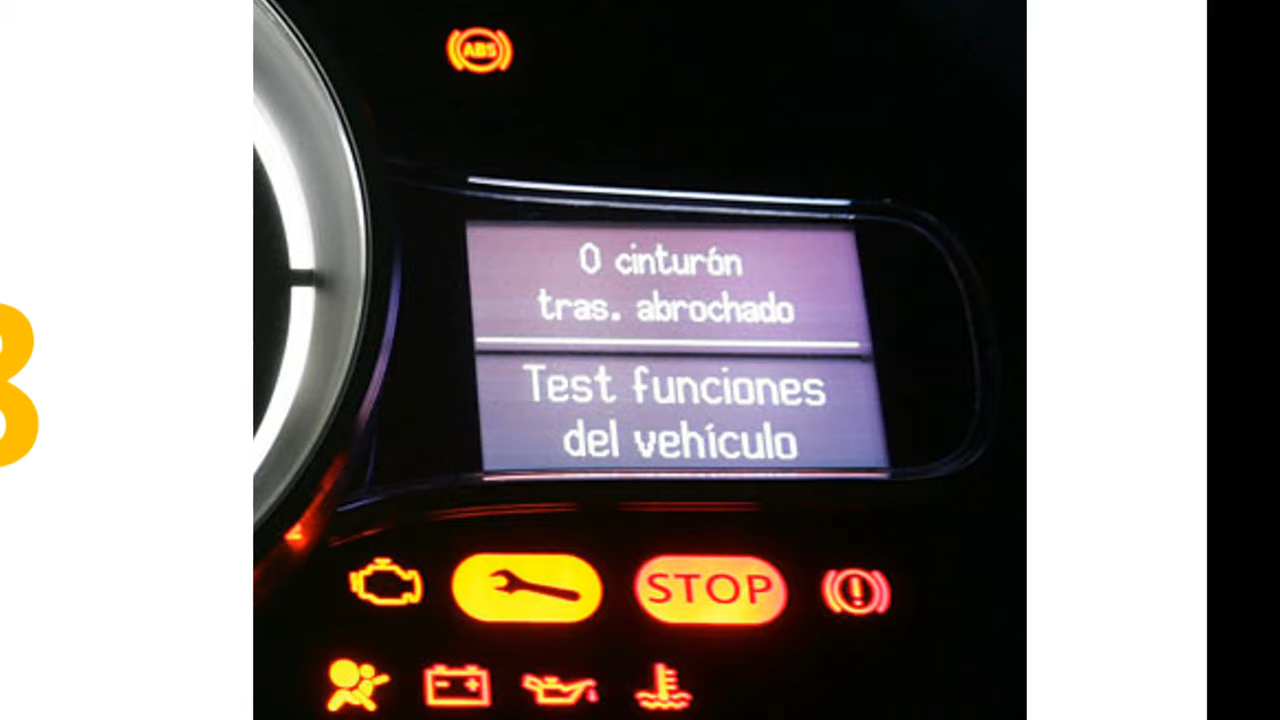 ABS
0 cinturón
tras. abrochado
Test funciones
del vehículo
STOP